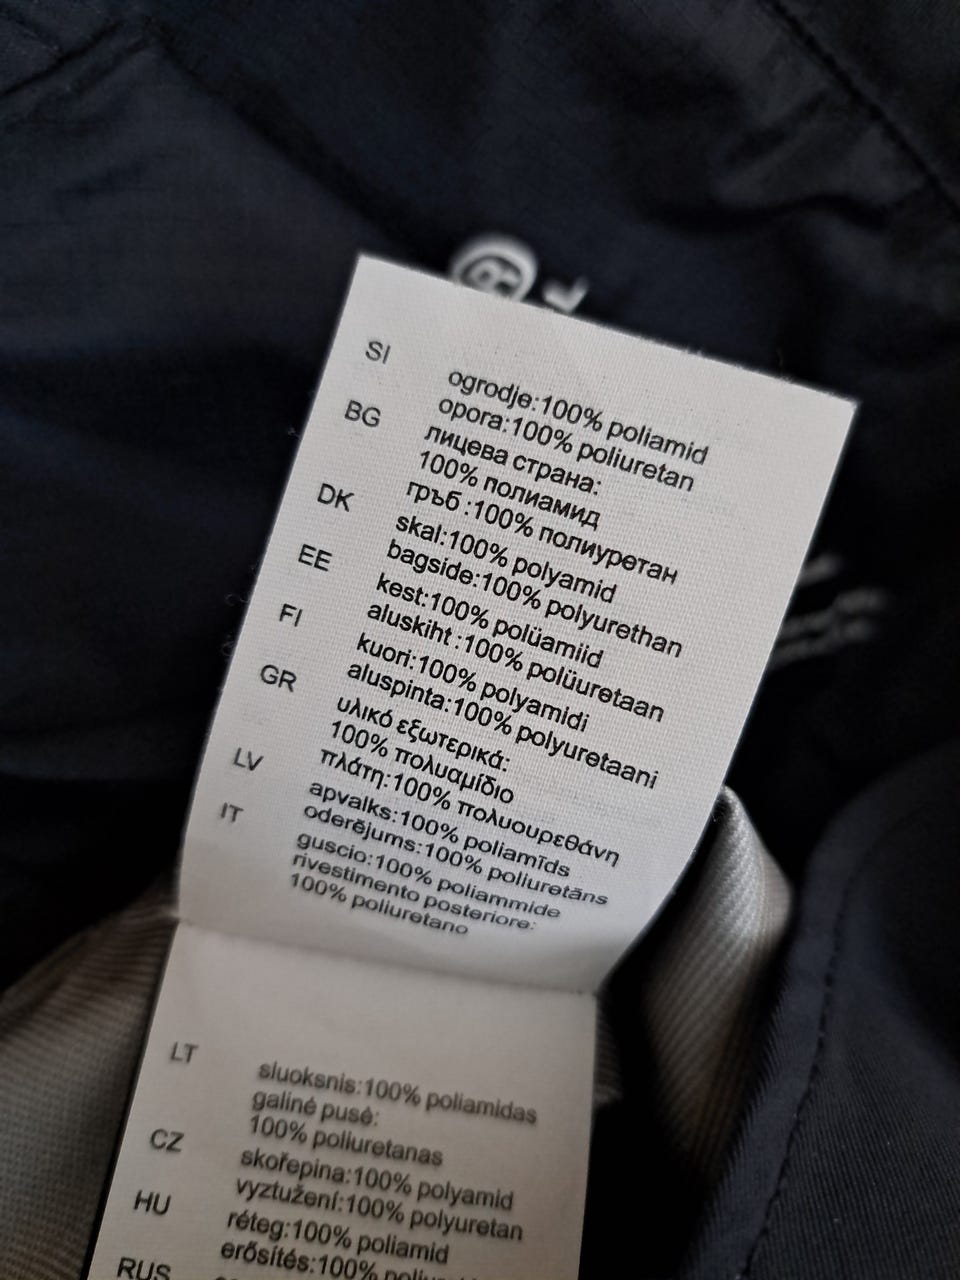 ®
SI ogrodje:100% poliamid
opora:100% poliuretan
BG лицева страна:
100% полиамид
гръб :100% полиуретан
DK skal:100% polyamid
bagside:100% polyurethan
EE kest:100% polüamiid
aluskiht :100% polüuretaan
FI kuori:100% polyamidi
aluspinta:100% polyuretaani
GR υλικό εξωτερικά:
100% πολυαμίδιο
πλάτη:100% πολυουρεθάνη
LV apvalks:100% poliamīds
oderējums:100% poliuretāns
IT guscio:100% poliammide
rivestimento posteriore:
100% poliuretano
LT sluoksnis:100% poliamidas
galinė pusė:
100% poliuretanas
CZ skořepina:100% polyamid
vyztužení:100% polyuretan
HU réteg:100% poliamid
erősítés:100%
RUS